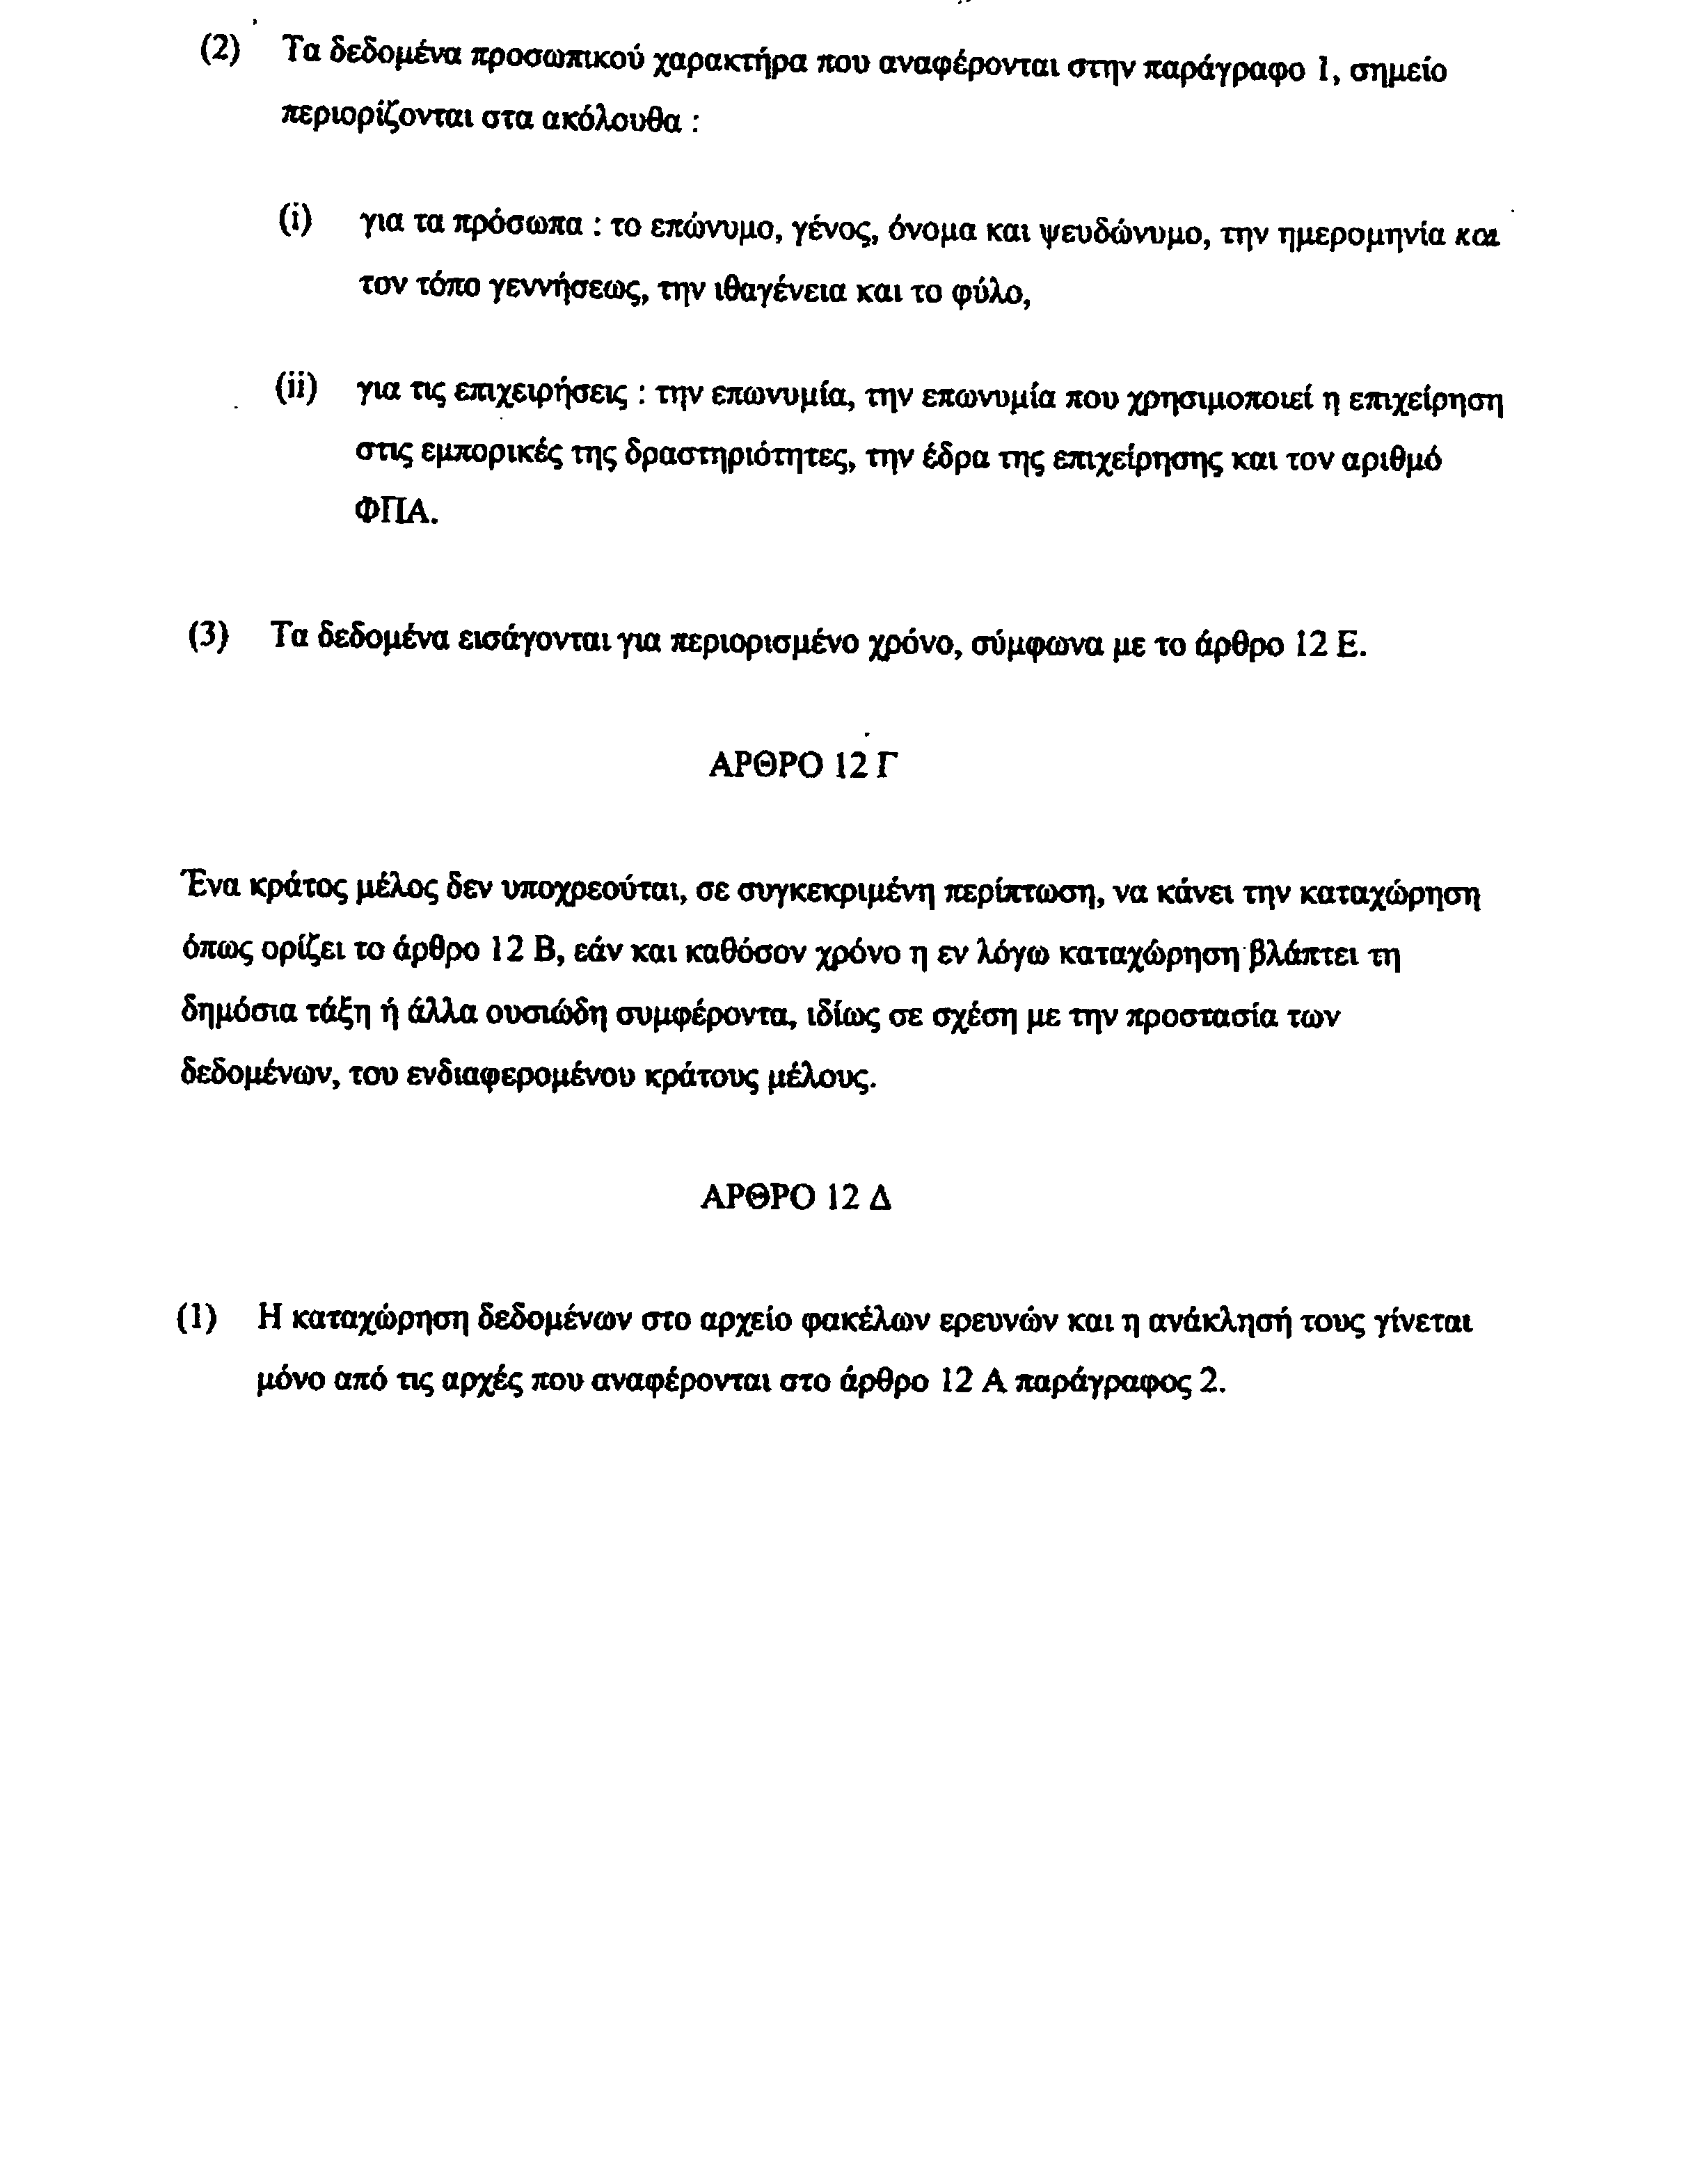 (2) Τα δεδομένα προσωπικού χαρακτήρα που αναφέρονται στην παράγραφο 1, σημείο
περιορίζονται στα ακόλουθα :
(i) για τα πρόσωπα : το επώνυμο, γένος, όνομα και ψευδώνυμο, την ημερομηνία και
τον τόπο γεννήσεως, την ιθαγένεια και το φύλο,
(ii) για τις επιχειρήσεις : την επωνυμία, την επωνυμία που χρησιμοποιεί η επιχείρηση
στις εμπορικές της δραστηριότητες, την έδρα της επιχείρησης και τον αριθμό
ΦΠΑ.
(3) Τα δεδομένα εισάγονται για περιορισμένο χρόνο, σύμφωνα με το άρθρο 12 Ε.
ΑΡΘΡΟ 12 Γ
Ένα κράτος μέλος δεν υποχρεούται, σε συγκεκριμένη περίπτωση, να κάνει την καταχώρηση
όπως ορίζει το άρθρο 12 Β, εάν και καθόσον χρόνο η εν λόγω καταχώρηση βλάπτει τη
δημόσια τάξη ή άλλα ουσιώδη συμφέροντα, ιδίως σε σχέση με την προστασία των
δεδομένων, του ενδιαφερομένου κράτους μέλους.
ΑΡΘΡΟ 12 Δ
(1) Η καταχώρηση δεδομένων στο αρχείο φακέλων ερευνών και η ανάκλησή τους γίνεται
μόνο από τις αρχές που αναφέρονται στο άρθρο 12 Α παράγραφος 2.